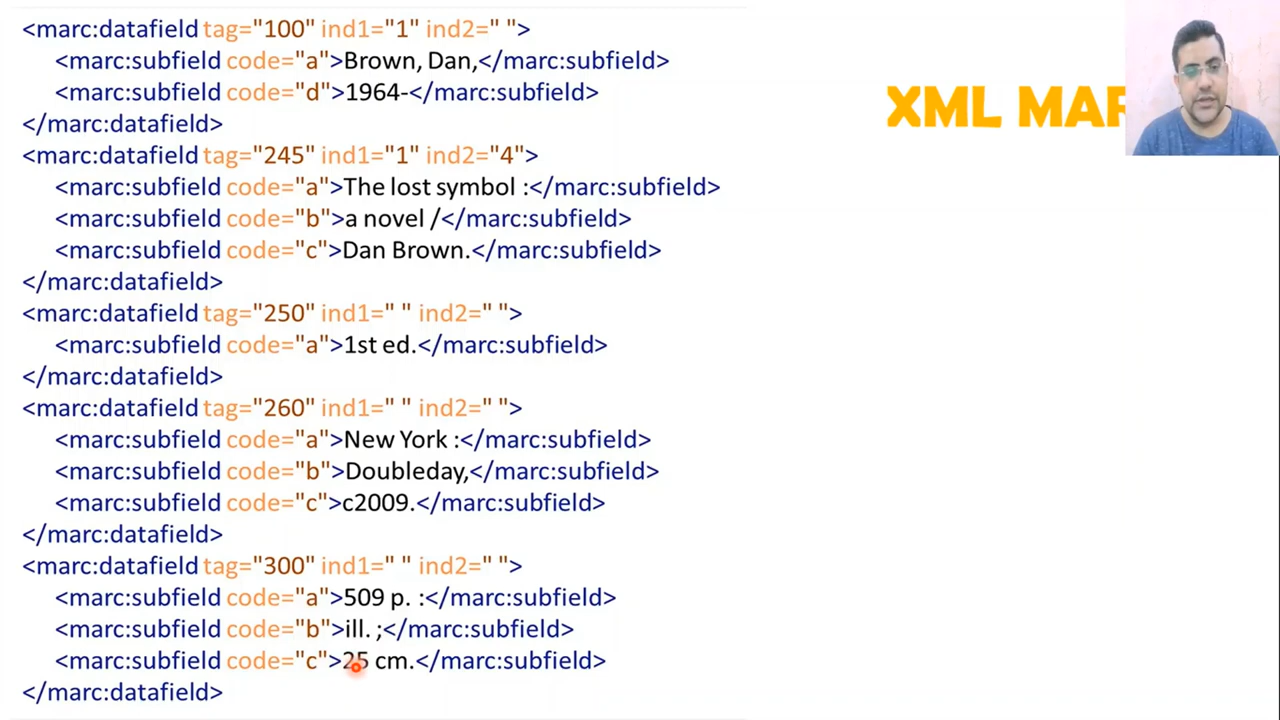 <marc:datafield tag="100" ind1="1" ind2=" ">
<marc:subfield code="a">Brown, Dan,</marc:subfield>
<marc:subfield code="d">1964-</marc:subfield>
</marc:datafield>
<marc:datafield tag="245" ind1="1" ind2="4">
<marc:subfield code="a">The lost symbol :</marc:subfield>
<marc:subfield code="b">a novel /</marc:subfield>
<marc:subfield code="c">Dan Brown.</marc:subfield>
</marc:datafield>
<marc:datafield tag="250" ind1=" " ind2=" ">
<marc:subfield code="a">1st ed.</marc:subfield>
</marc:datafield>
<marc:datafield tag="260" ind1=" " ind2=" ">
<marc:subfield code="a">New York :</marc:subfield>
<marc:subfield code="b">Doubleday,</marc:subfield>
<marc:subfield code="c">c2009.</marc:subfield>
</marc:datafield>
<marc:datafield tag="300" ind1=" " ind2=" ">
<marc:subfield code="a">509 p. :</marc:subfield>
<marc:subfield code="b">ill. ;</marc:subfield>
<marc:subfield code="c">25 cm.</marc:subfield>
</marc:datafield>
XML MAR